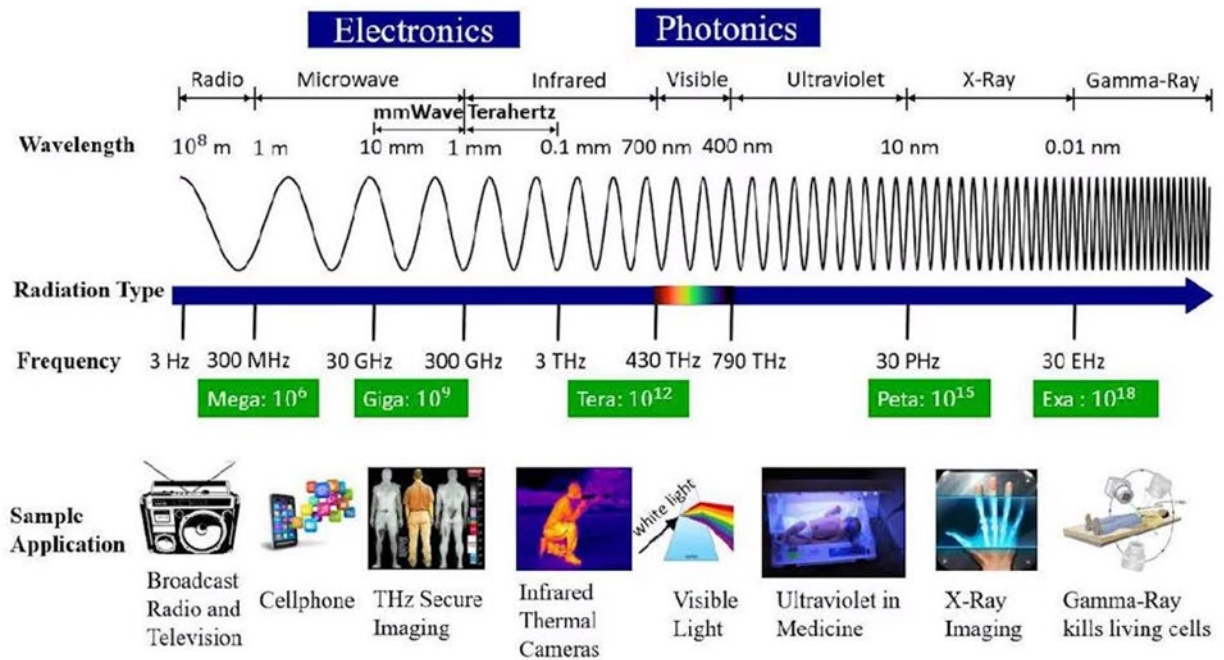 Electronics Photonics
Radio Microwave Infrared Visible Ultraviolet X-Ray Gamma-Ray
mmWave Terahertz
Wavelength 10⁸ m 1 m 10 mm 1 mm 0.1 mm 700 nm 400 nm 10 nm 0.01 nm
Radiation Type
Frequency 3 Hz 300 MHz 30 GHz 300 GHz 3 THz 430 THz 790 THz 30 PHz 30 EHz
Mega: 10⁶ Giga: 10⁹ Tera: 10¹² Peta: 10¹⁵ Exa : 10¹⁸
white light
Sample
Application
Broadcast
Radio and
Television
Cellphone
THz Secure
Imaging
Infrared
Thermal
Cameras
Visible
Light
Ultraviolet in
Medicine
X-Ray
Imaging
Gamma-Ray
kills living cells